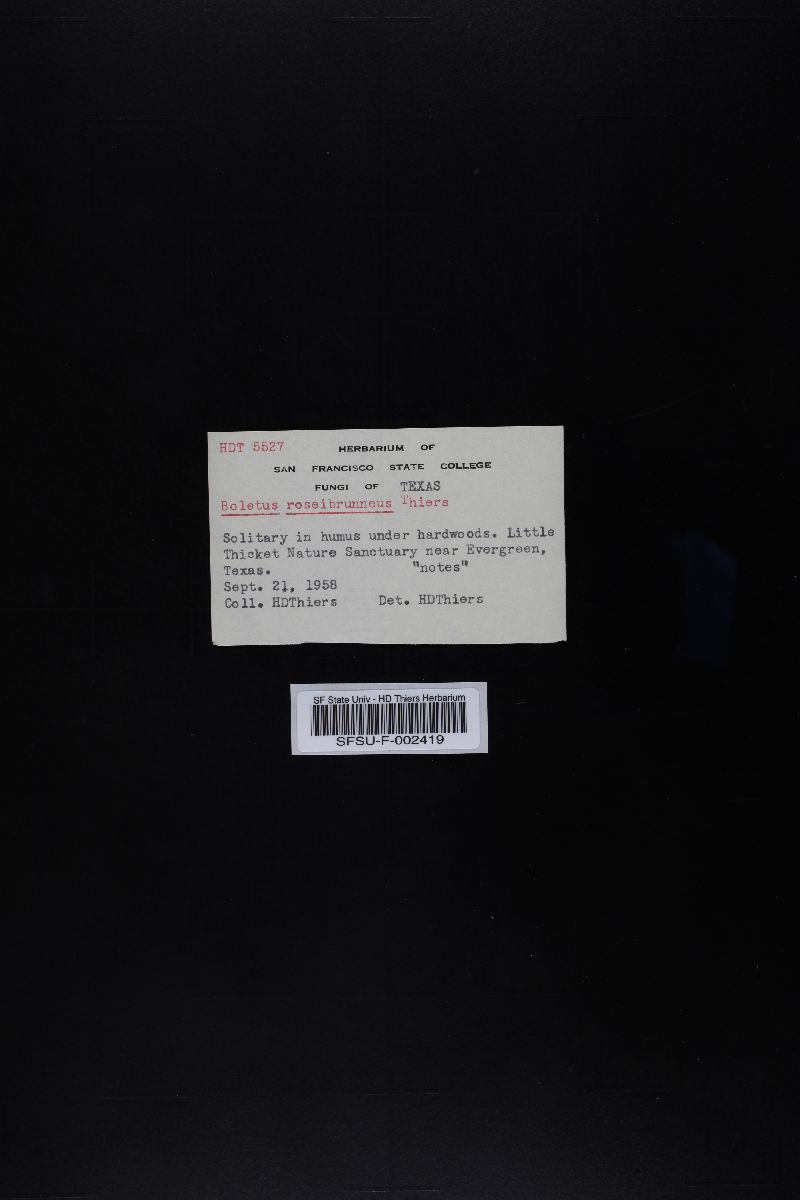 HDT 5527 HERBARIUM OF
SAN FRANCISCO STATE COLLEGE
FUNGI OF TEXAS
Boletus roseibrunneus Thiers
Solitary in humus under hardwoods. Little
Thicket Nature Sanctuary near Evergreen,
Texas. "notes"
Sept. 21, 1958
Coll. HDThiers Det. HDThiers
SF State Univ - HD Thiers Herbarium
SFSU-F-002419